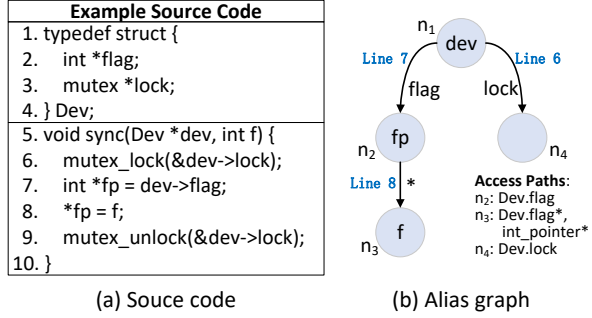 Example Source Code
1. typedef struct {
2. int *flag;
3. mutex *lock;
4. } Dev;
5. void sync(Dev *dev, int f) {
6. mutex_lock(&dev->lock);
7. int *fp = dev->flag;
8. *fp = f;
9. mutex_unlock(&dev->lock);
10. }
(a) Souce code
n1
dev
Line 7
Line 6
flag
lock
fp
n2
n4
Line 8
*
f
n3
Access Paths:
n2: Dev.flag
n3: Dev.flag*,
int_pointer*
n4: Dev.lock
(b) Alias graph